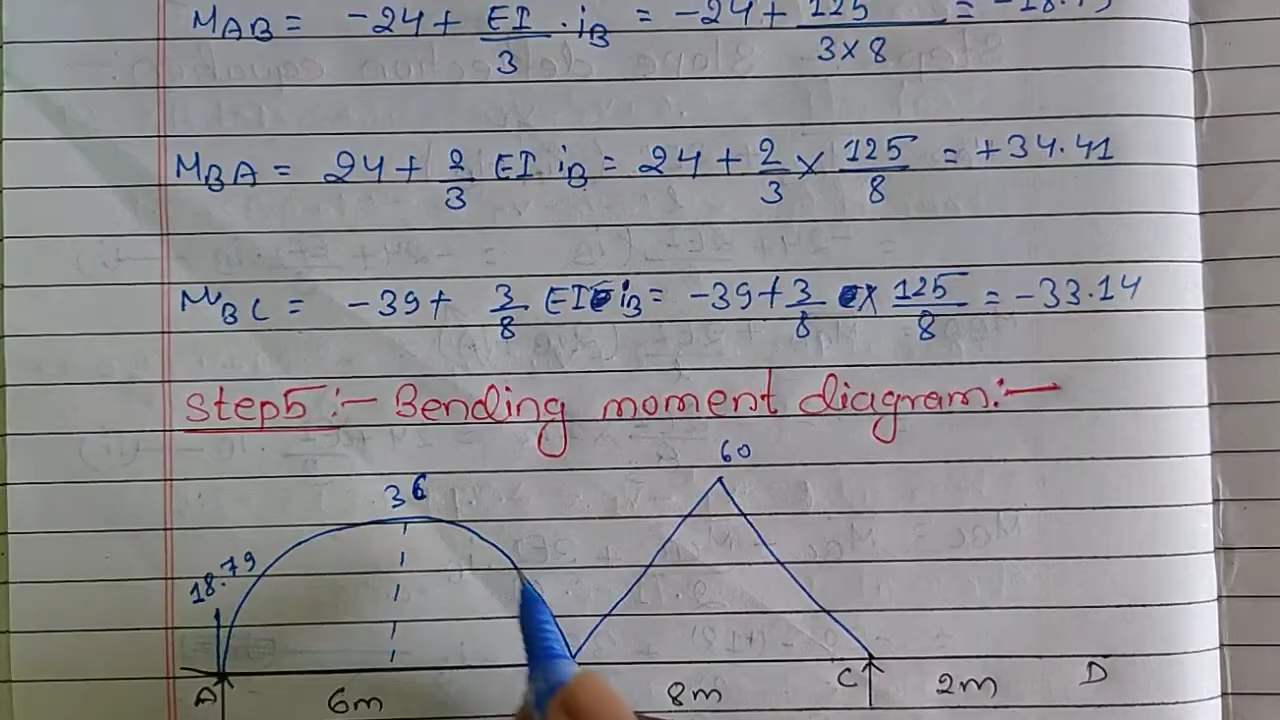 MAB = -24 + EI/3 · iB = -24 + 125/3×8 = -18.79
MBA = 24 + 2/3 EI iB = 24 + 2/3 × 125/8 = +34.41
MBC = -39 + 3/8 EI iB = -39 + 3/8 × 125/8 = -33.14
Step5 :- Bending moment diagram:-
60
36
18.79
A 6m 8m C 2m D